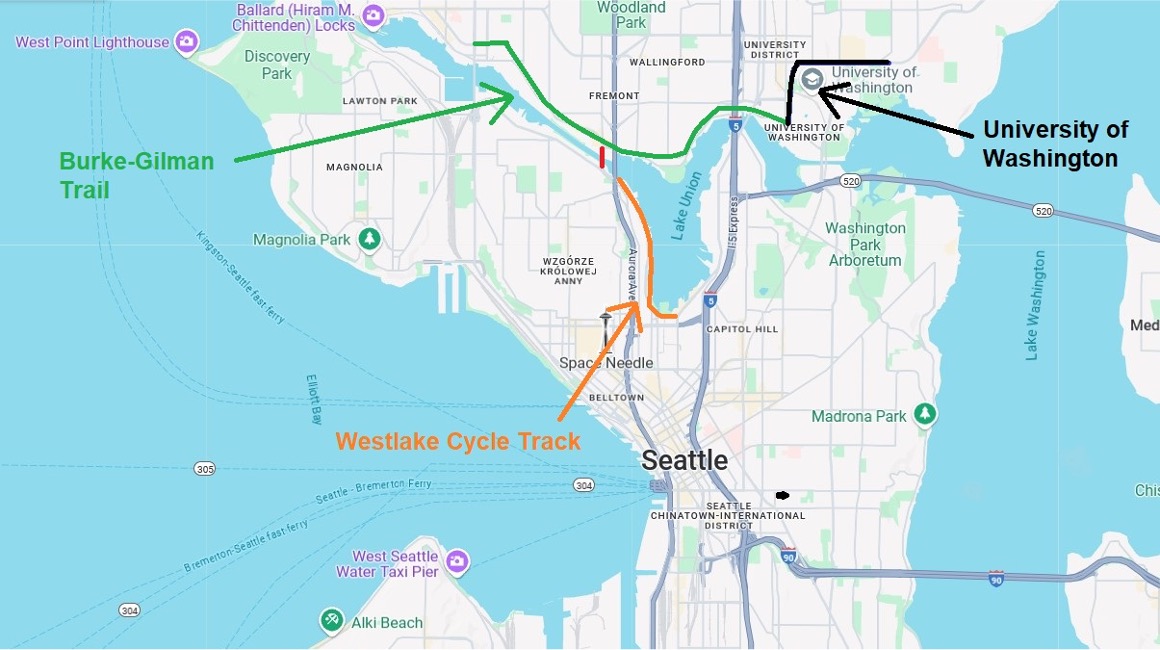 Ballard (Hiram M.
Chittenden) Locks
Woodland
Park
West Point Lighthouse
UNIVERSITY
DISTRICT
Discovery
Park
WALLINGFORD
University of
Washington
LAWTON PARK
FREMONT
5
UNIVERSITY OF
WASHINGTON
University of
Washington
Burke-Gilman
Trail
MAGNOLIA
520
520
Lake Union
I 5 Express
Washington
Park
Arboretum
Magnolia Park
Kingston-Seattle fast ferry
WZGÓRZE
KRÓLOWEJ
ANNY
Aurora Ave
Lake Washington
5
CAPITOL HILL
Med
Space Needle
Elliott Bay
BELLTOWN
Madrona Park
Westlake Cycle Track
Seattle
305
304
Seattle - Bremerton Ferry
Chis
SEATTLE
CHINATOWN-INTERNATIONAL
DISTRICT
Bremerton-Seattle fast ferry
West Seattle
Water Taxi Pier
90
90
304
Alki Beach